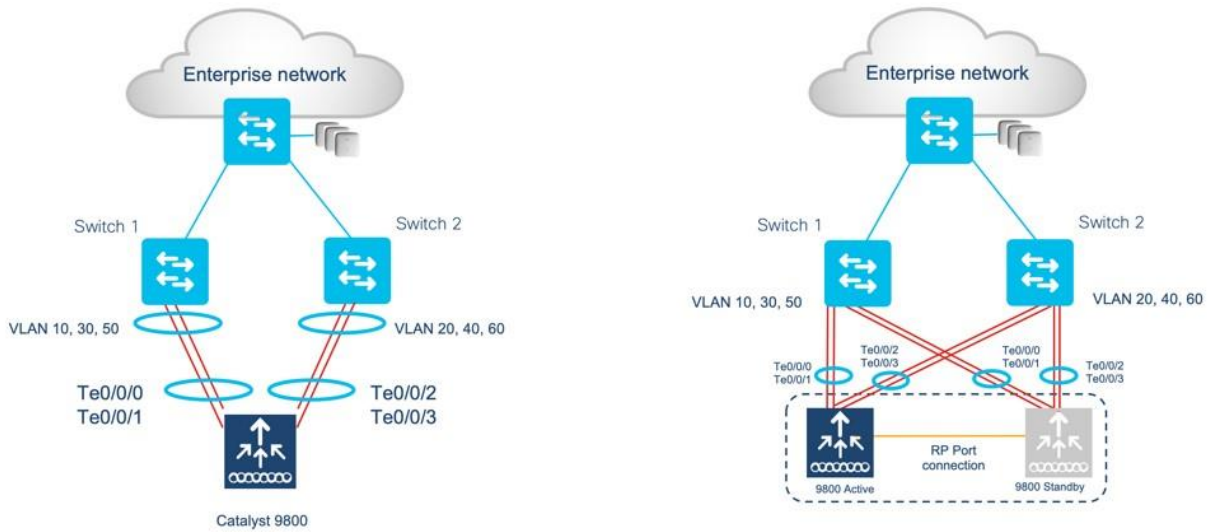 Enterprise network
Switch 1
Switch 2
VLAN 10, 30, 50
VLAN 20, 40, 60
Te0/0/0
Te0/0/1
Te0/0/2
Te0/0/3
Catalyst 9800
Enterprise network
Switch 1
Switch 2
VLAN 10, 30, 50
VLAN 20, 40, 60
Te0/0/0
Te0/0/1
Te0/0/2
Te0/0/3
Te0/0/0
Te0/0/1
Te0/0/2
Te0/0/3
RP Port
connection
9800 Active
9800 Standby